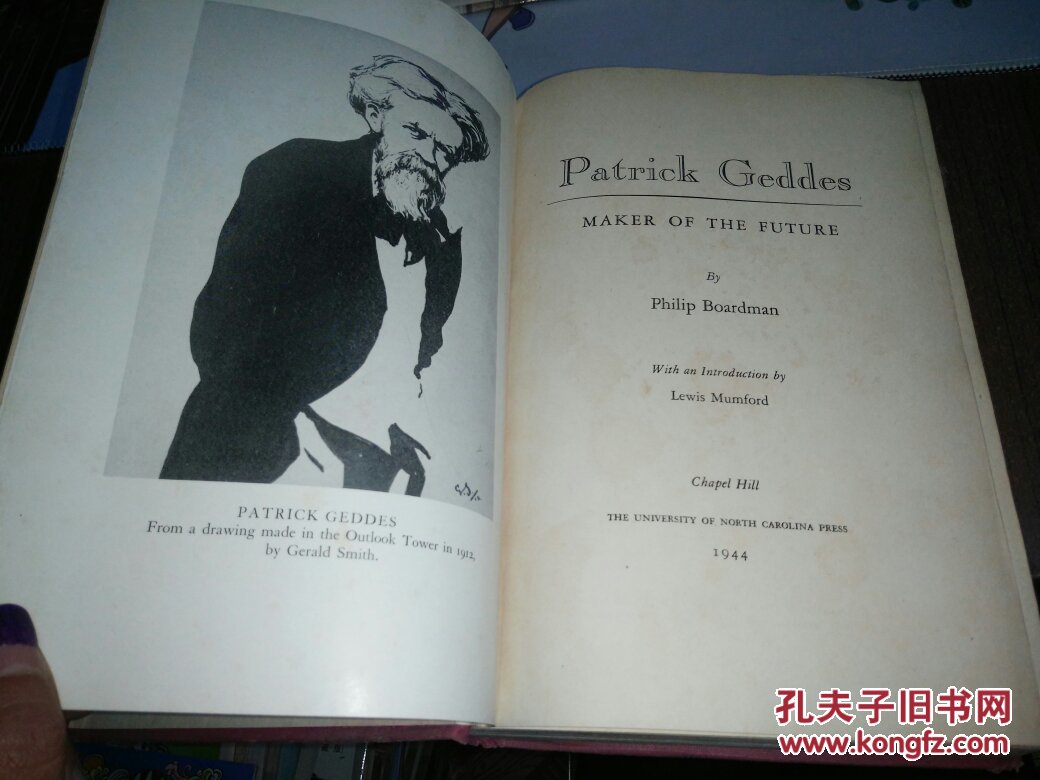 PATRICK GEDDES
From a drawing made in the Outlook Tower in 1912,
by Gerald Smith.
Patrick Geddes
MAKER OF THE FUTURE
By
Philip Boardman
With an Introduction by
Lewis Mumford
Chapel Hill
THE UNIVERSITY OF NORTH CAROLINA PRESS
1944
孔夫子旧书网
www.kongfz.com